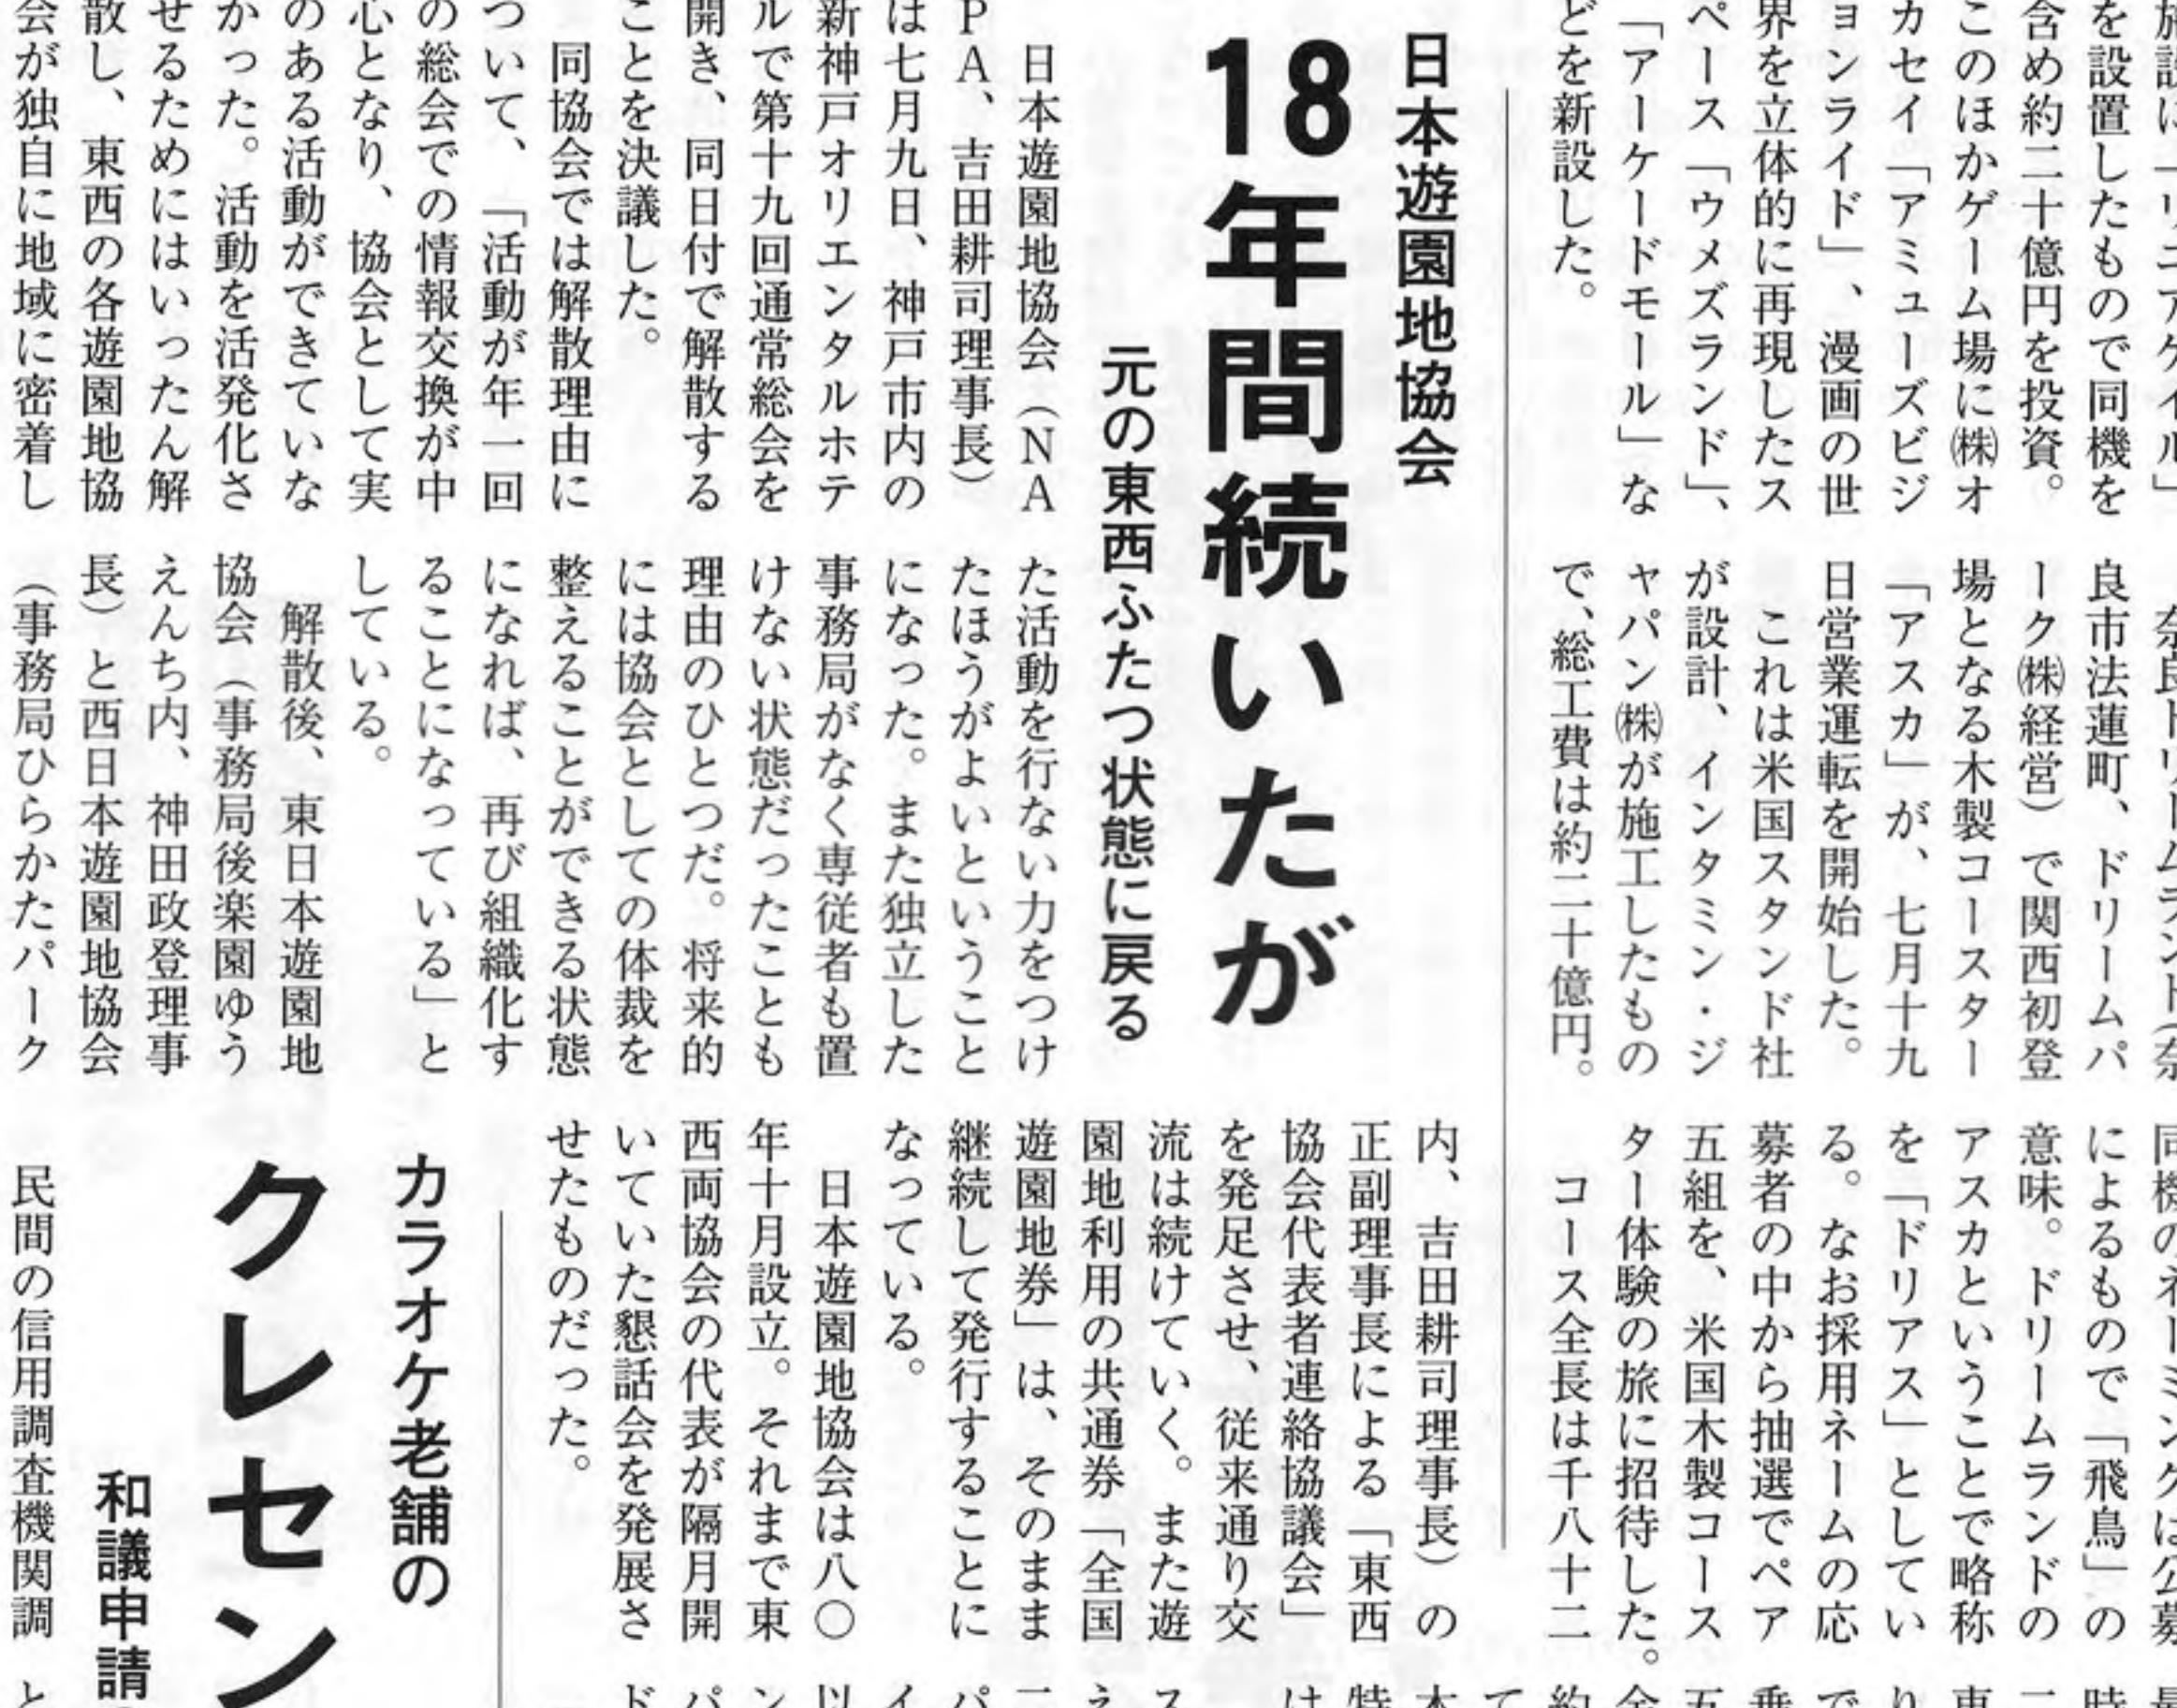 を設置したもので同機を
含め約二十億円を投資。
このほかゲーム場に㈱オ
カセイ「アミューズビジ
ョンライド」、漫画の世
界を立体的に再現したス
ペース「ウメズランド」、
「アーケードモール」な
どを新設した。
良市法蓮町、ドリームパ
ーク㈱経営）で関西初登
場となる木製コースター
「アスカ」が、七月十九
日営業運転を開始した。
これは米国スタンド社
が設計、インタミン・ジ
ャパン㈱が施工したもの
で、総工費は約二十億円。
によるもので「飛鳥」の
意味。ドリームランドの
アスカということで略称
を「ドリアス」としてい
る。なお採用ネームの応
募者の中から抽選でペア
五組を、米国木製コース
ター体験の旅に招待した。
コース全長は千八十二
日本遊園地協会
18年間続いたが
元の東西ふたつ状態に戻る
日本遊園地協会（ＮＡ
ＰＡ、吉田耕司理事長）
は七月九日、神戸市内の
新神戸オリエンタルホテ
ルで第十九回通常総会を
開き、同日付で解散する
ことを決議した。
同協会では解散理由に
ついて、「活動が年一回
の総会での情報交換が中
心となり、協会として実
のある活動ができていな
かった。活動を活発化さ
せるためにはいったん解
散し、東西の各遊園地協
会が独自に地域に密着し
た活動を行ない力をつけ
たほうがよいということ
になった。また独立した
事務局がなく専従者も置
けない状態だったことも
理由のひとつだ。将来的
には協会としての体裁を
整えることができる状態
になれば、再び組織化す
ることになっている」と
している。
解散後、東日本遊園地
協会（事務局後楽園ゆう
えんち内、神田政登理事
長）と西日本遊園地協会
（事務局ひらかたパーク
内、吉田耕司理事長）の
正副理事長による「東西
協会代表者連絡協議会」
を発足させ、従来通り交
流は続けていく。また遊
園地利用の共通券「全国
遊園地券」は、そのまま
継続して発行することに
なっている。
日本遊園地協会は八〇
年十月設立。それまで東
西両協会の代表が隔月開
いていた懇話会を発展さ
せたものだった。
カラオケ老舗の
クレセン
和議申請
民間の信用調査機関調